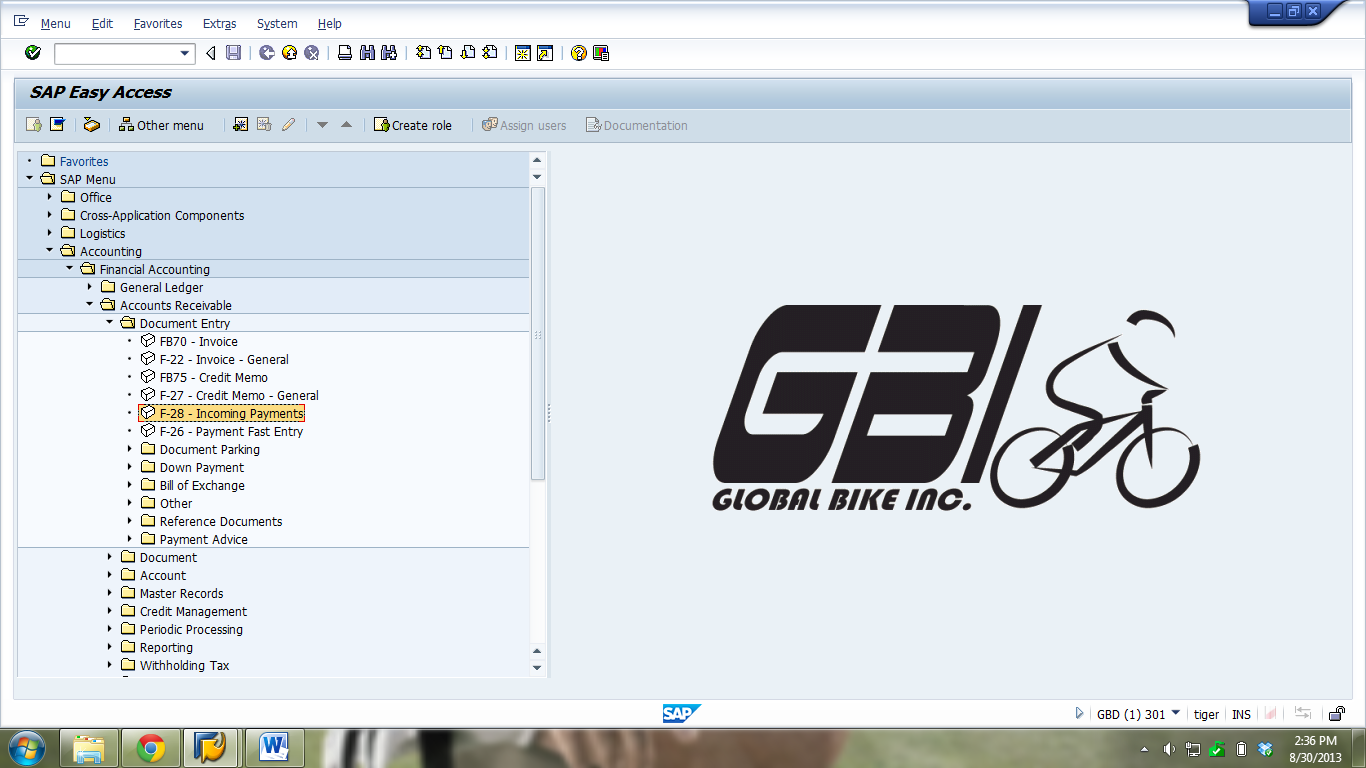 Menu Edit Favorites Extras System Help
SAP Easy Access
Other menu Create role Assign users Documentation
Favorites
SAP Menu
Office
Cross-Application Components
Logistics
Accounting
Financial Accounting
General Ledger
Accounts Receivable
Document Entry
FB70 - Invoice
F-22 - Invoice - General
FB75 - Credit Memo
F-27 - Credit Memo - General
F-28 - Incoming Payments
F-26 - Payment Fast Entry
Document Parking
Down Payment
Bill of Exchange
Other
Reference Documents
Payment Advice
Document
Account
Master Records
Credit Management
Periodic Processing
Reporting
Withholding Tax
GBI
GLOBAL BIKE INC.
SAP
GBD (1) 301 tiger INS
2:36 PM
8/30/2013